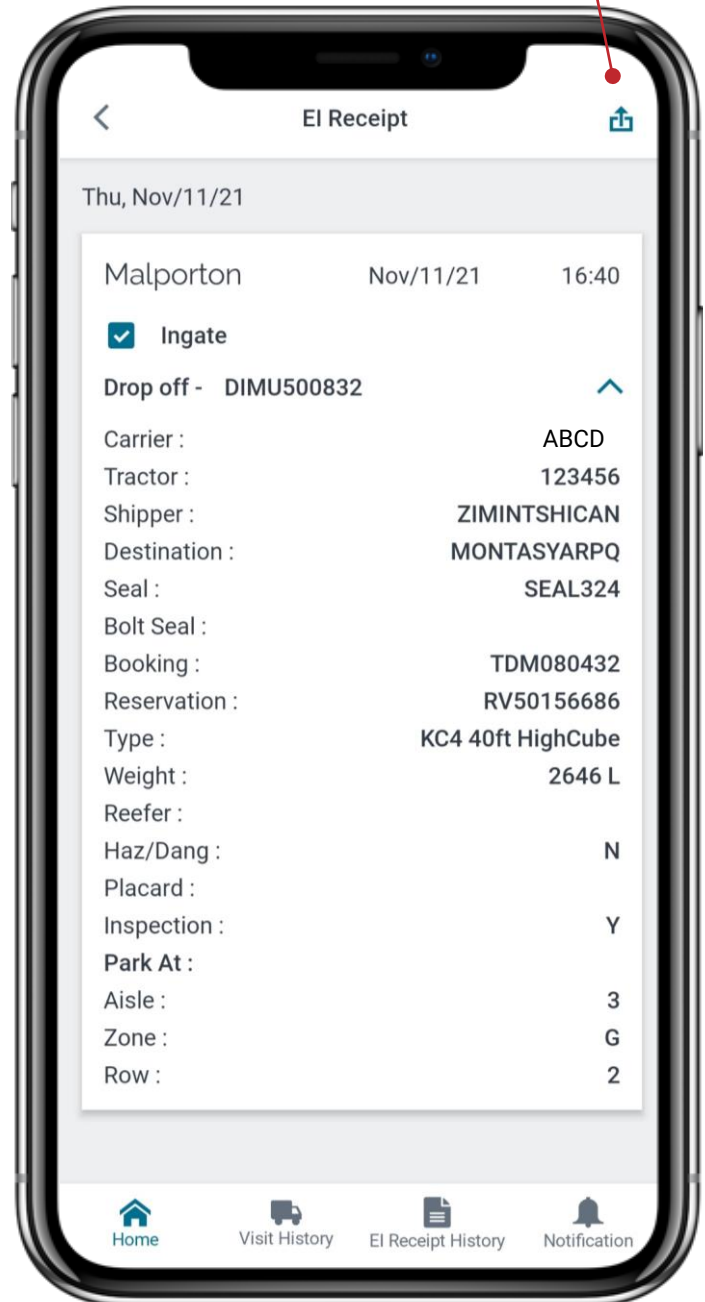 EI Receipt
Thu, Nov/11/21
Malporton Nov/11/21 16:40
Ingate
Drop off - DIMU500832
Carrier : ABCD
Tractor : 123456
Shipper : ZIMINTSHICAN
Destination : MONTASYARPQ
Seal : SEAL324
Bolt Seal :
Booking : TDM080432
Reservation : RV50156686
Type : KC4 40ft HighCube
Weight : 2646 L
Reefer :
Haz/Dang : N
Placard :
Inspection : Y
Park At :
Aisle : 3
Zone : G
Row : 2
Home Visit History EI Receipt History Notification